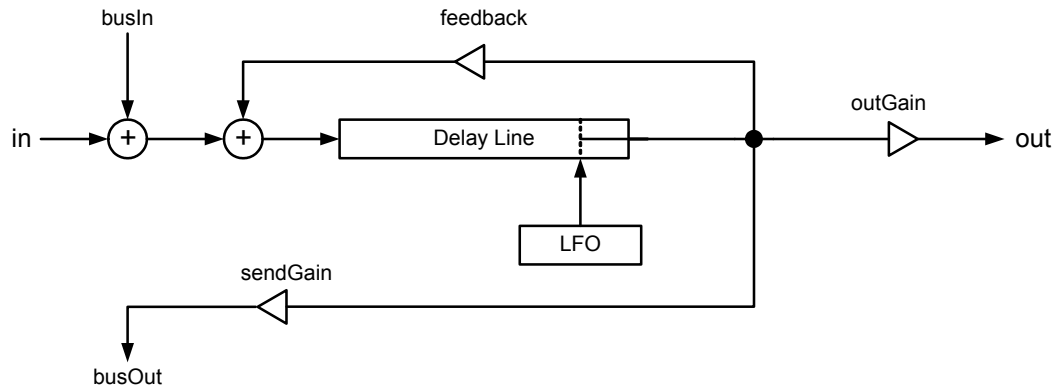 busIn
feedback
outGain
in
+
+
Delay Line
out
LFO
sendGain
busOut